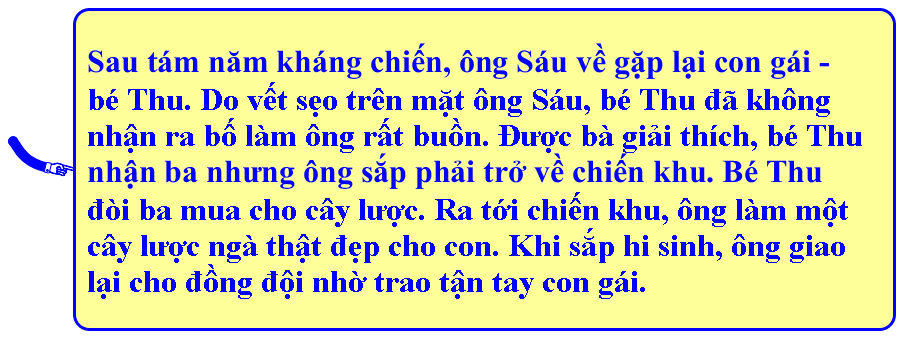 Sau tám năm kháng chiến, ông Sáu về gặp lại con gái -
bé Thu. Do vết sẹo trên mặt ông Sáu, bé Thu đã không
nhận ra bố làm ông rất buồn. Được bà giải thích, bé Thu
nhận ba nhưng ông sắp phải trở về chiến khu. Bé Thu
đòi ba mua cho cây lược. Ra tới chiến khu, ông làm một
cây lược ngà thật đẹp cho con. Khi sắp hi sinh, ông giao
lại cho đồng đội nhờ trao tận tay con gái.